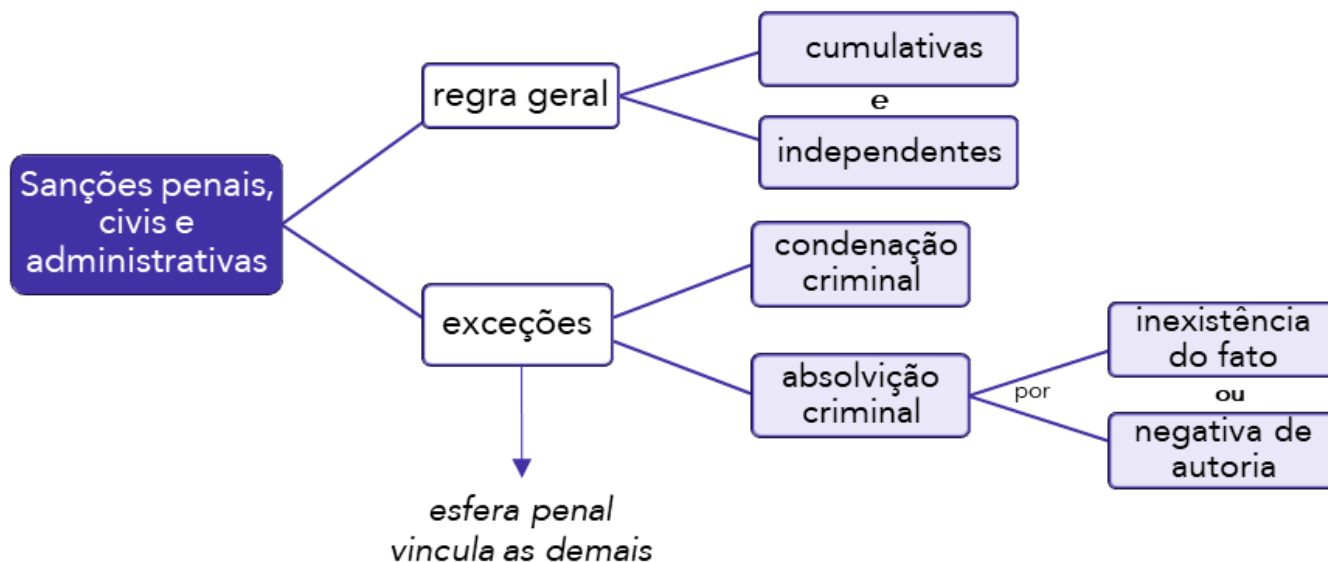 Sanções penais,
civis e
administrativas
regra geral
cumulativas
e
independentes
exceções
condenação
criminal
absolvição
criminal
por
inexistência
do fato
ou
negativa de
autoria
esfera penal
vincula as demais